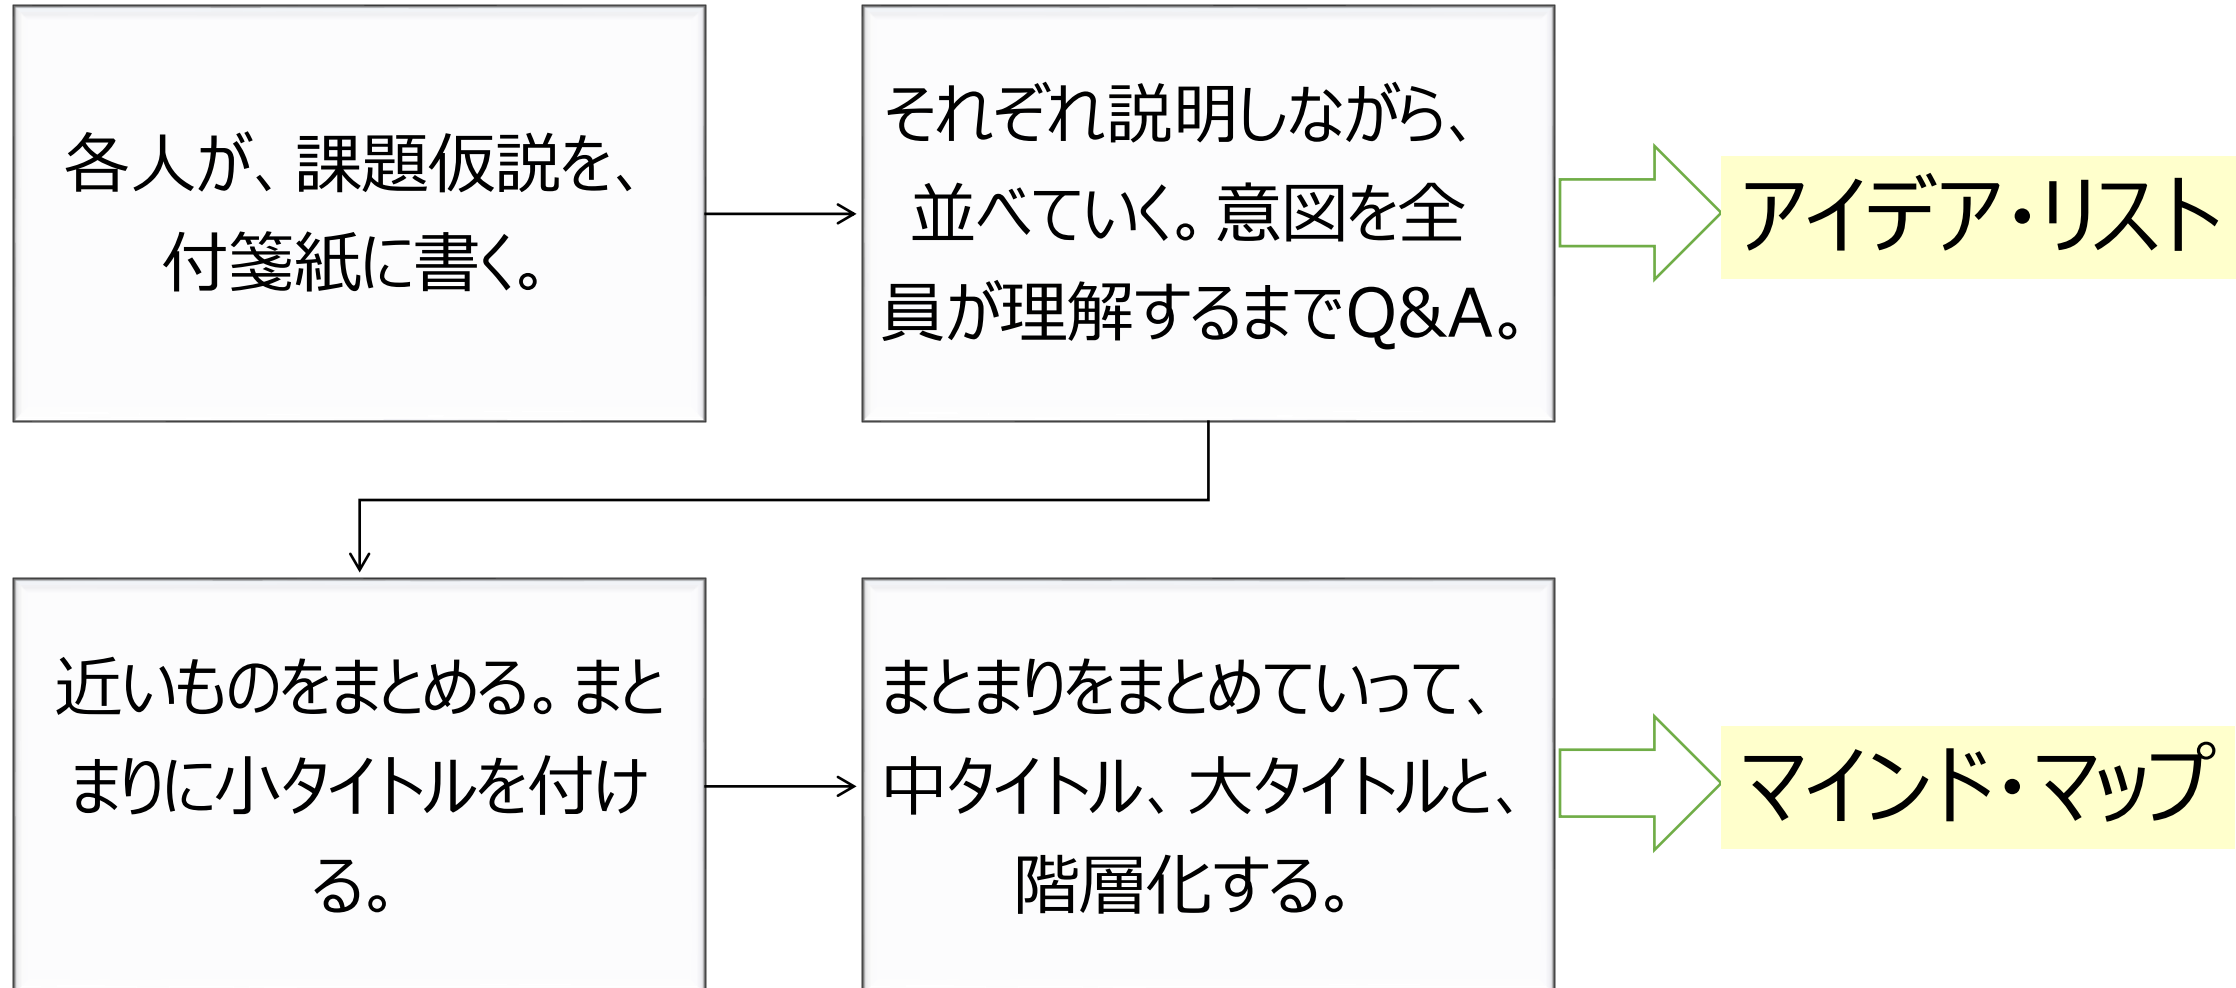 各人が、課題仮説を、
付箋紙に書く。
それぞれ説明しながら、
並べていく。意図を全
員が理解するまでQ&A。
アイデア・リスト
近いものをまとめる。まと
まりに小タイトルを付け
る。
まとまりをまとめていって、
中タイトル、大タイトルと、
階層化する。
マインド・マップ